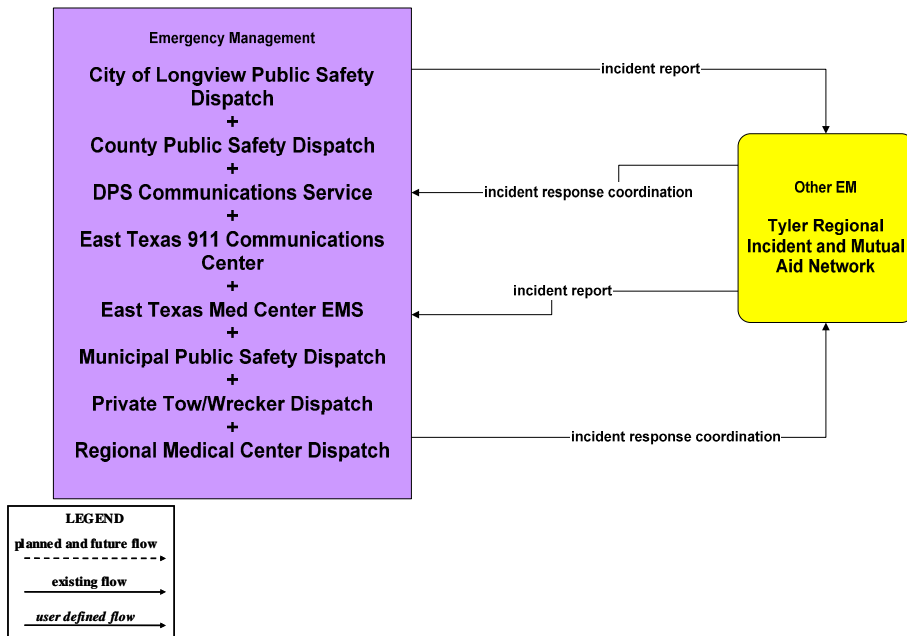 Emergency Management
City of Longview Public Safety
Dispatch
+
County Public Safety Dispatch
+
DPS Communications Service
+
East Texas 911 Communications
Center
+
East Texas Med Center EMS
+
Municipal Public Safety Dispatch
+
Private Tow/Wrecker Dispatch
+
Regional Medical Center Dispatch
incident report
incident response coordination
incident report
incident response coordination
Other EM
Tyler Regional
Incident and Mutual
Aid Network
LEGEND
planned and future flow
existing flow
user defined flow